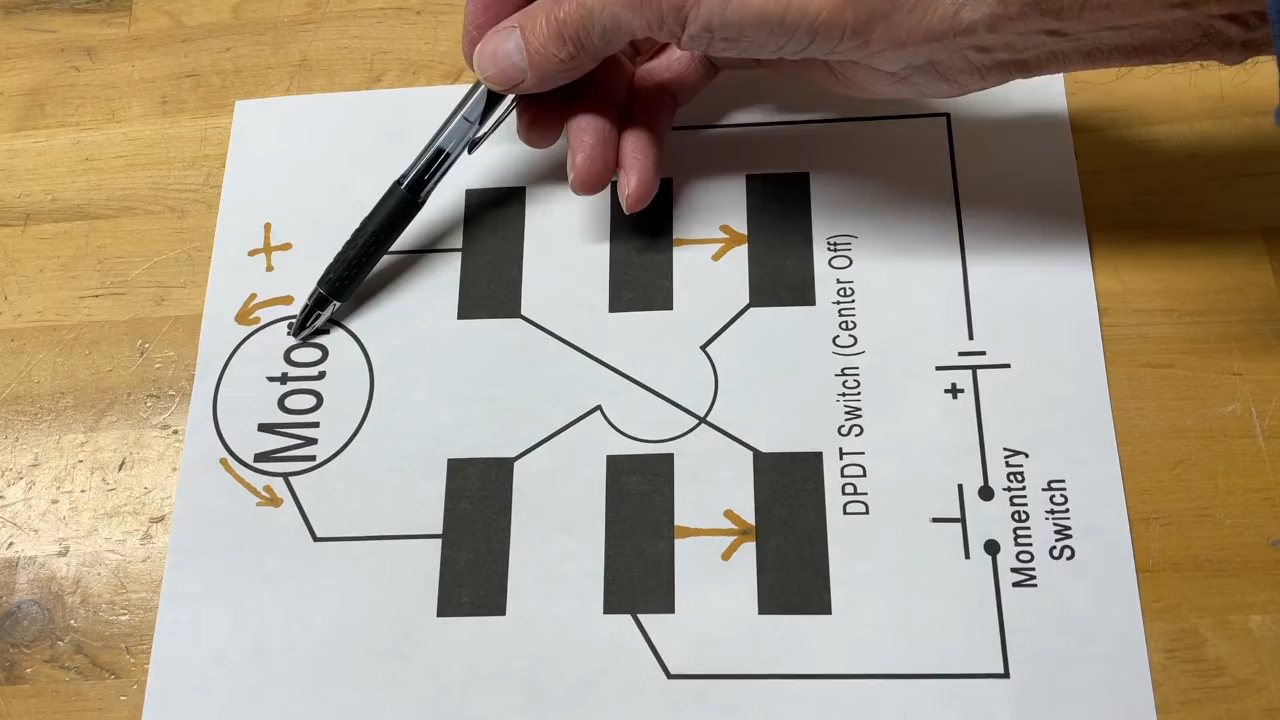 +
Motor
DPDT Switch (Center Off)
+
Momentary
Switch